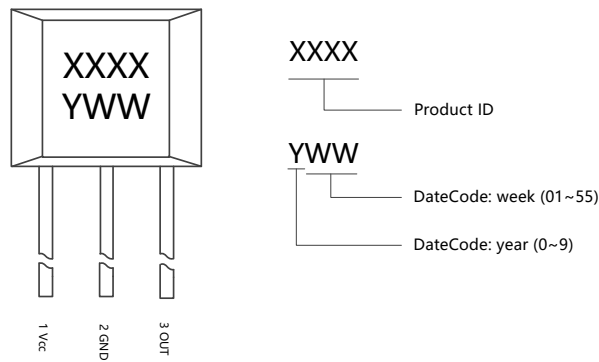 XXXX
YWW
1 Vcc
2 GND
3 OUT
XXXX
Product ID
YWW
DateCode: week (01~55)
DateCode: year (0~9)